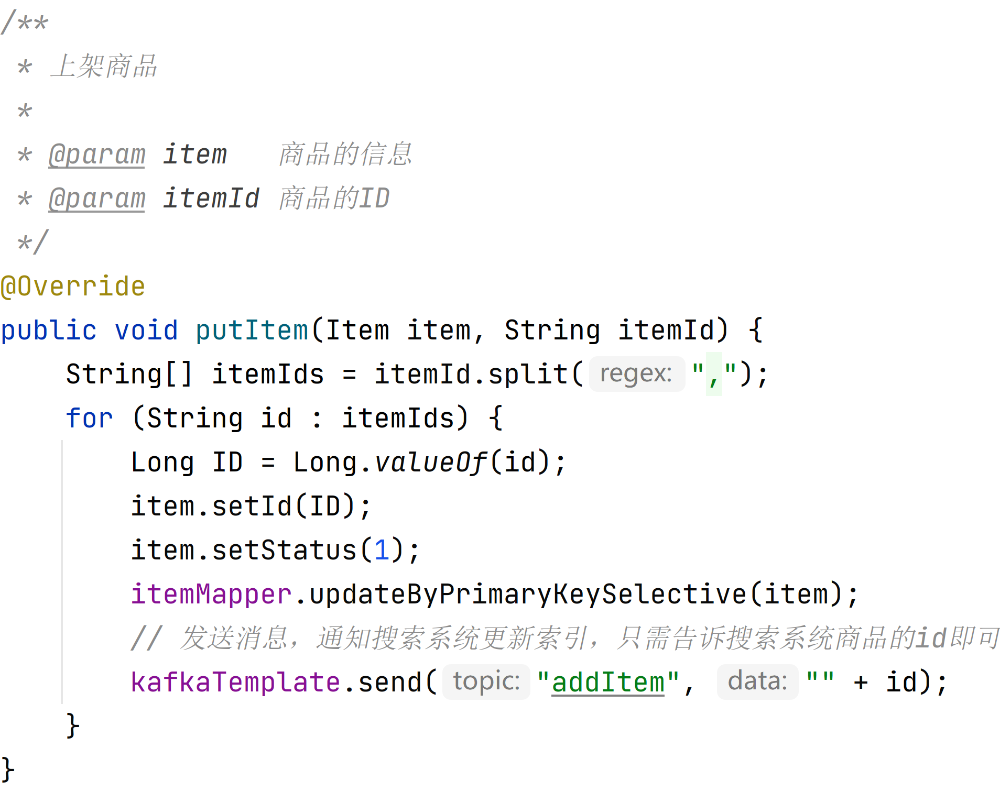 /**
 * 上架商品
 *
 * @param item   商品的信息
 * @param itemId 商品的ID
 */
@Override
public void putItem(Item item, String itemId) {
    String[] itemIds = itemId.split( regex: ",");
    for (String id : itemIds) {
        Long ID = Long.valueOf(id);
        item.setId(ID);
        item.setStatus(1);
        itemMapper.updateByPrimaryKeySelective(item);
        // 发送消息，通知搜索系统更新索引，只需告诉搜索系统商品的id即可
        kafkaTemplate.send( topic: "addItem",  data: "" + id);
    }
}